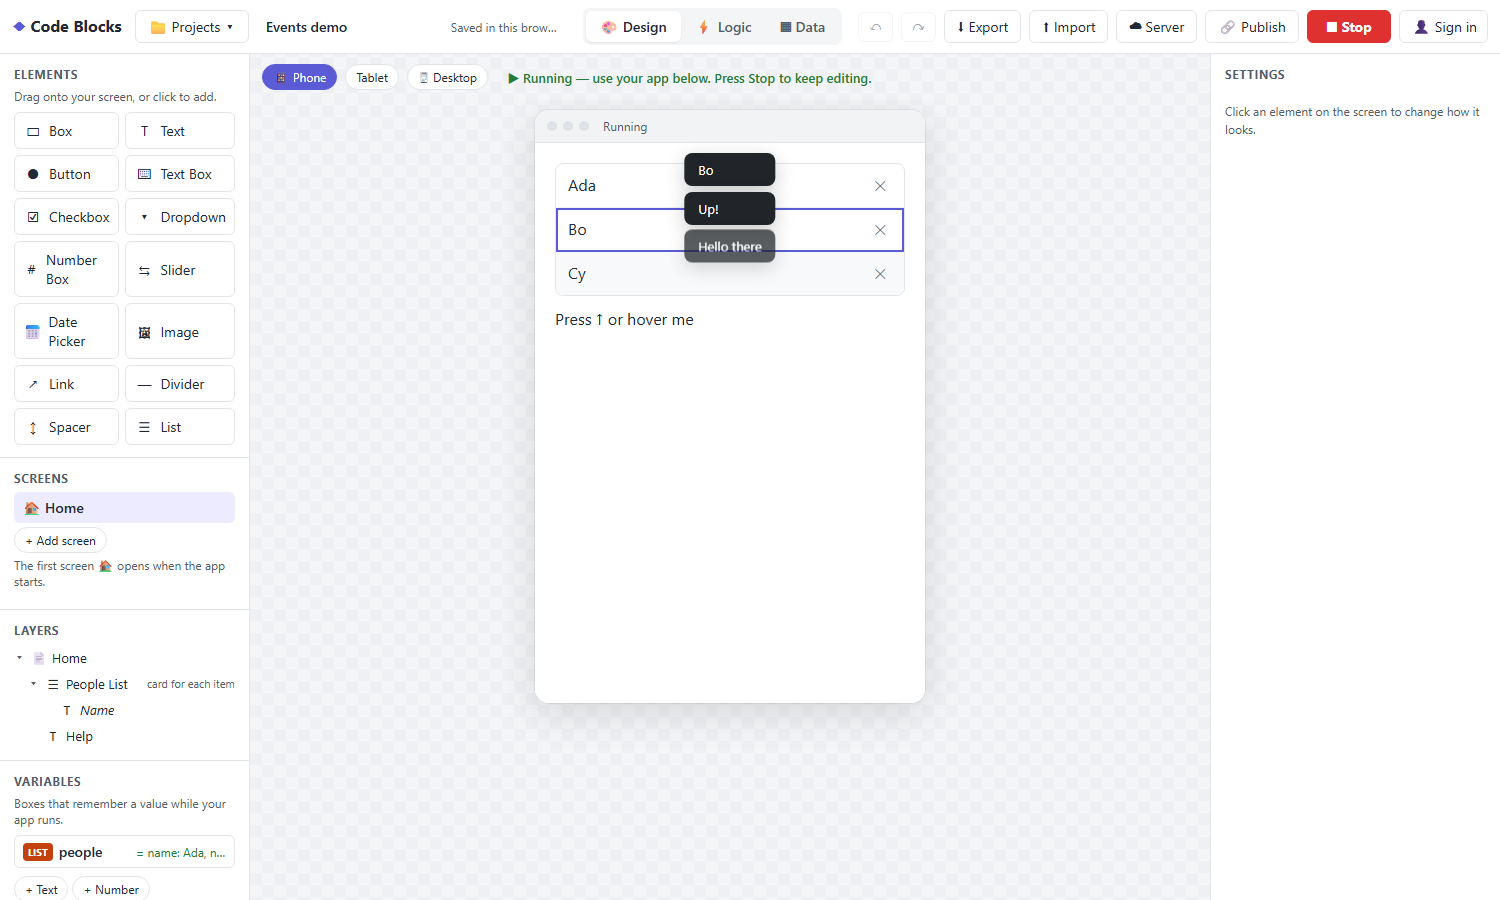 Code Blocks
Projects ▾
Events demo
Saved in this brow...
Design
Logic
Data
Export
Import
Server
Publish
Stop
Sign in
ELEMENTS
Drag onto your screen, or click to add.
Box
Text
Button
Text Box
Checkbox
Dropdown
# Number
Box
Slider
Date
Picker
Image
Link
Divider
Spacer
List
SCREENS
Home
+ Add screen
The first screen 🏠 opens when the app
starts.
LAYERS
Home
People List
card for each item
T Name
T Help
VARIABLES
Boxes that remember a value while your
app runs.
LIST people = name: Ada, n...
+ Text
+ Number
Phone
Tablet
Desktop
▶ Running — use your app below. Press Stop to keep editing.
Running
Ada
Bo
Cy
Bo
Up!
Hello there
Press ↑ or hover me
SETTINGS
Click an element on the screen to change how it
looks.